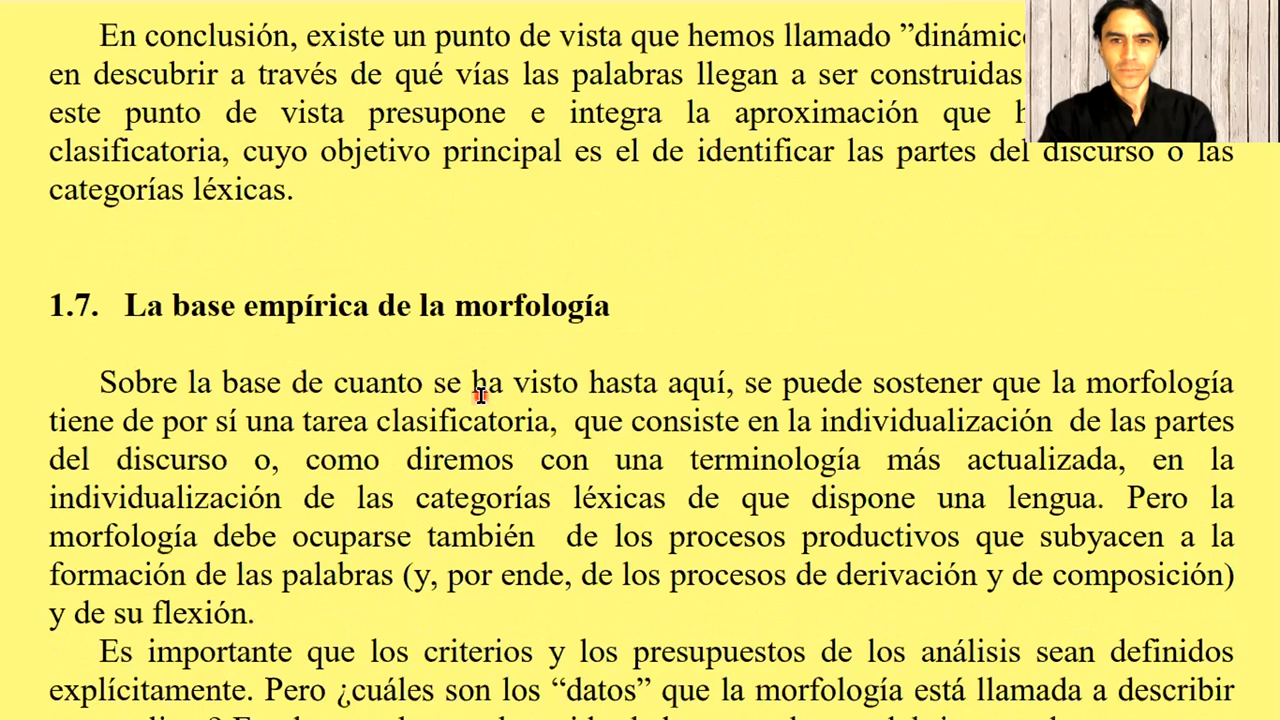 En conclusión, existe un punto de vista que hemos llamado ”dinámico
en descubrir a través de qué vías las palabras llegan a ser construidas
este punto de vista presupone e integra la aproximación que
clasificatoria, cuyo objetivo principal es el de identificar las partes del discurso o las
categorías léxicas.
1.7. La base empírica de la morfología
Sobre la base de cuanto se ha visto hasta aquí, se puede sostener que la morfología
tiene de por sí una tarea clasificatoria, que consiste en la individualización de las partes
del discurso o, como diremos con una terminología más actualizada, en la
individualización de las categorías léxicas de que dispone una lengua. Pero la
morfología debe ocuparse también de los procesos productivos que subyacen a la
formación de las palabras (y, por ende, de los procesos de derivación y de composición)
y de su flexión.
Es importante que los criterios y los presupuestos de los análisis sean definidos
explícitamente. Pero ¿cuáles son los “datos” que la morfología está llamada a describir